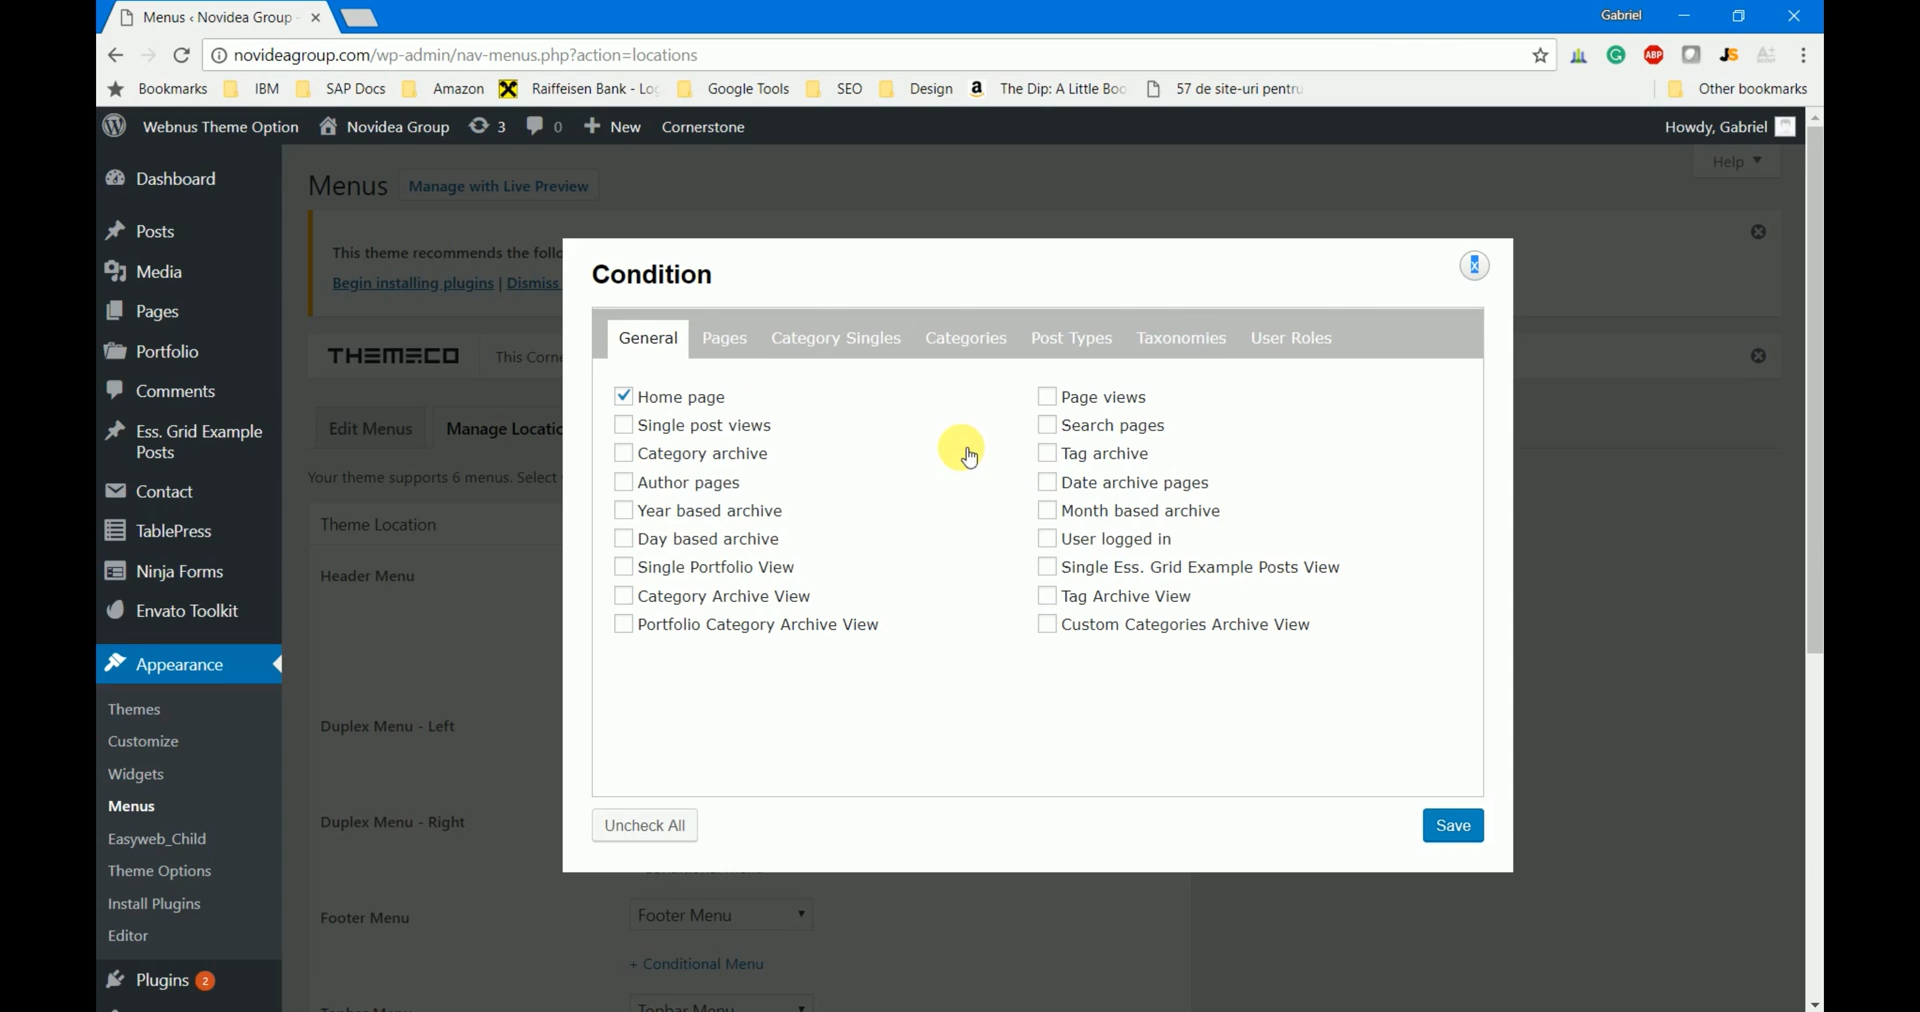 Menus ‹ Novidea Group -
Gabriel
novideagroup.com/wp-admin/nav-menus.php?action=locations
ABP
JS
Bookmarks
IBM
SAP Docs
Amazon
Raiffeisen Bank - Log
Google Tools
SEO
Design
The Dip: A Little Boo
57 de site-uri pentru
Other bookmarks
Webnus Theme Option
Novidea Group
3
0
New
Cornerstone
Howdy, Gabriel
Help
Dashboard
Posts
Media
Pages
Portfolio
Comments
Ess. Grid Example
Posts
Contact
TablePress
Ninja Forms
Envato Toolkit
Appearance
Themes
Customize
Widgets
Menus
Easyweb_Child
Theme Options
Install Plugins
Editor
Plugins 2
Menus
Manage with Live Preview
This theme recommends the follo
Begin installing plugins | Dismiss
THEMECO
This Corne
Edit Menus
Manage Locatio
Your theme supports 6 menus. Select
Theme Location
Header Menu
Duplex Menu - Left
Duplex Menu - Right
Footer Menu
Footer Menu
+ Conditional Menu
Topbar Menu
Condition
x
General
Pages
Category Singles
Categories
Post Types
Taxonomies
User Roles
Home page
Page views
Single post views
Search pages
Category archive
Tag archive
Author pages
Date archive pages
Year based archive
Month based archive
Day based archive
User logged in
Single Portfolio View
Single Ess. Grid Example Posts View
Category Archive View
Tag Archive View
Portfolio Category Archive View
Custom Categories Archive View
Uncheck All
Save